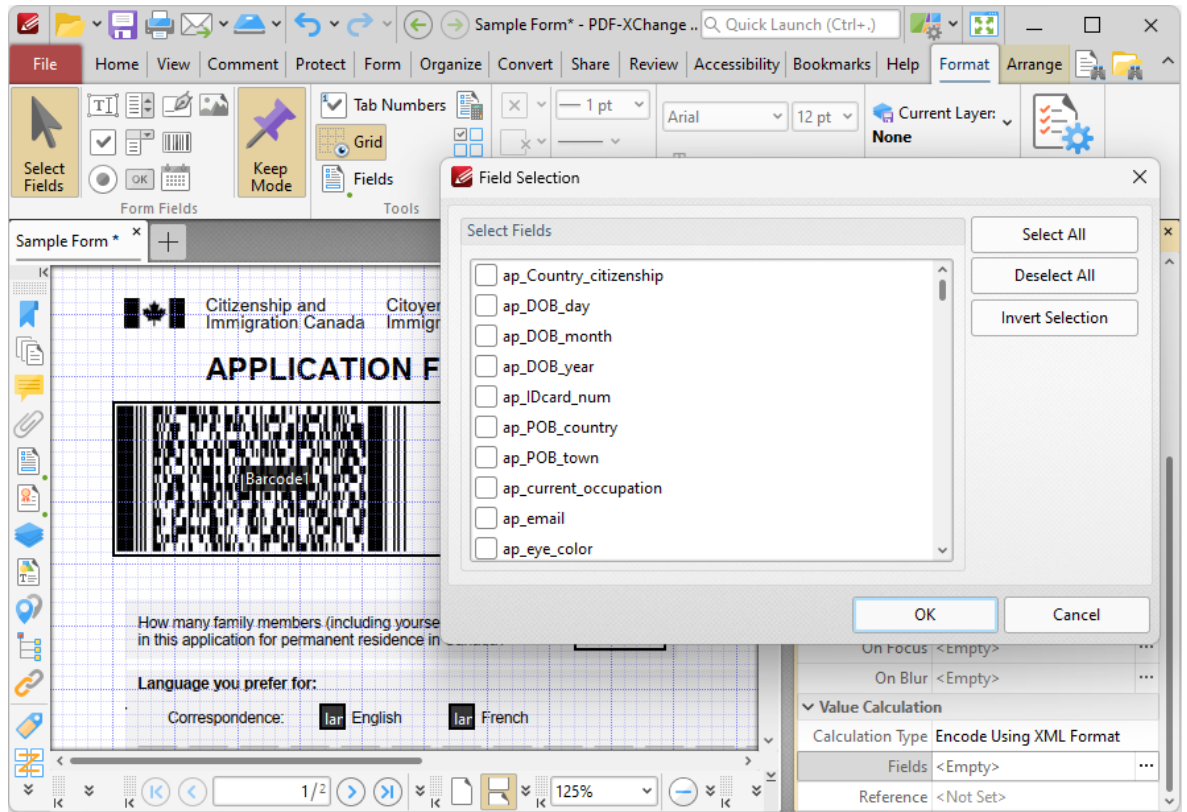 Sample Form* - PDF-XChange ..
Quick Launch (Ctrl+.)
File Home View Comment Protect Form Organize Convert Share Review Accessibility Bookmarks Help Format Arrange
Select Fields
OK
Form Fields
Keep Mode
Tab Numbers
Grid
Fields
Tools
1 pt
Arial
12 pt
Current Layer:
None
Sample Form *
Citizenship and
Immigration Canada
APPLICATION F
Barcode1
How many family members (including yourse
in this application for permanent residence in
Language you prefer for:
Correspondence: lar English lar French
Field Selection
Select Fields
ap_Country_citizenship
ap_DOB_day
ap_DOB_month
ap_DOB_year
ap_IDcard_num
ap_POB_country
ap_POB_town
ap_current_occupation
ap_email
ap_eye_color
Select All
Deselect All
Invert Selection
OK
Cancel
On Focus <Empty>
On Blur <Empty>
Value Calculation
Calculation Type Encode Using XML Format
Fields <Empty>
Reference <Not Set>
1/2
125%